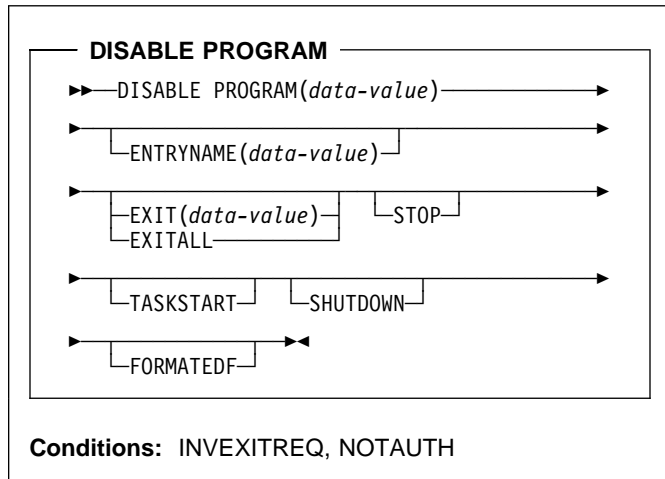 DISABLE PROGRAM
DISABLE PROGRAM(data-value)
ENTRYNAME(data-value)
EXIT(data-value) STOP
EXITALL
TASKSTART SHUTDOWN
FORMATEDF
Conditions: INVEXITREQ, NOTAUTH